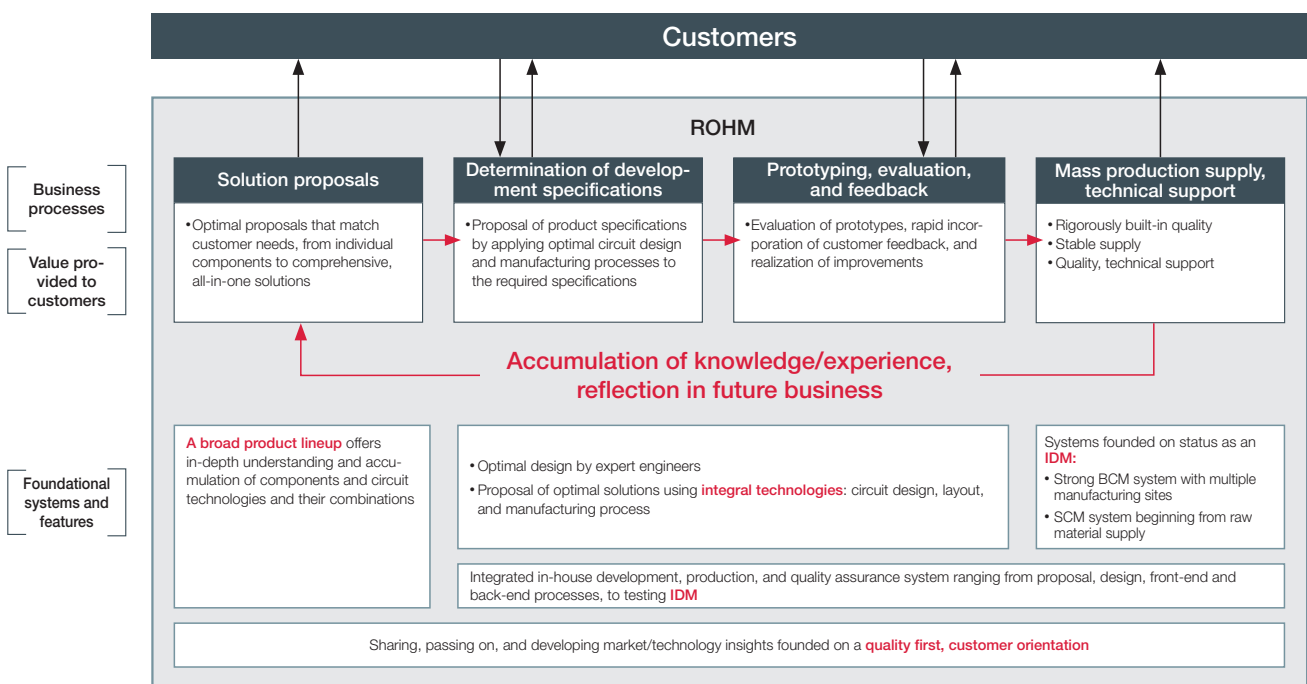 Customers
ROHM
Business
processes
Value pro-
vided to
customers
Solution proposals
•Optimal proposals that match
customer needs, from individual
components to comprehensive,
all-in-one solutions
Determination of develop-
ment specifications
•Proposal of product specifications
by applying optimal circuit design
and manufacturing processes to
the required specifications
Prototyping, evaluation,
and feedback
•Evaluation of prototypes, rapid incor-
poration of customer feedback, and
realization of improvements
Mass production supply,
technical support
• Rigorously built-in quality
• Stable supply
• Quality, technical support
Accumulation of knowledge/experience,
reflection in future business
Foundational
systems and
features
A broad product lineup offers
in-depth understanding and accu-
mulation of components and circuit
technologies and their combinations
• Optimal design by expert engineers
• Proposal of optimal solutions using integral technologies: circuit design, layout,
and manufacturing process
Systems founded on status as an
IDM:
• Strong BCM system with multiple
manufacturing sites
• SCM system beginning from raw
material supply
Integrated in-house development, production, and quality assurance system ranging from proposal, design, front-end and
back-end processes, to testing IDM
Sharing, passing on, and developing market/technology insights founded on a quality first, customer orientation